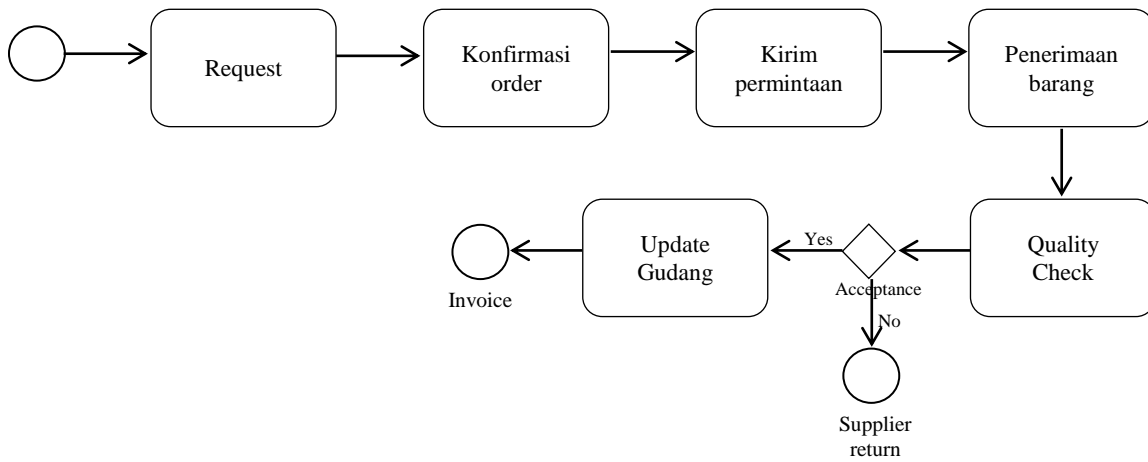 Request
Konfirmasi
order
Kirim
permintaan
Penerimaan
barang
Quality
Check
Acceptance
Yes
No
Update
Gudang
Invoice
Supplier
return